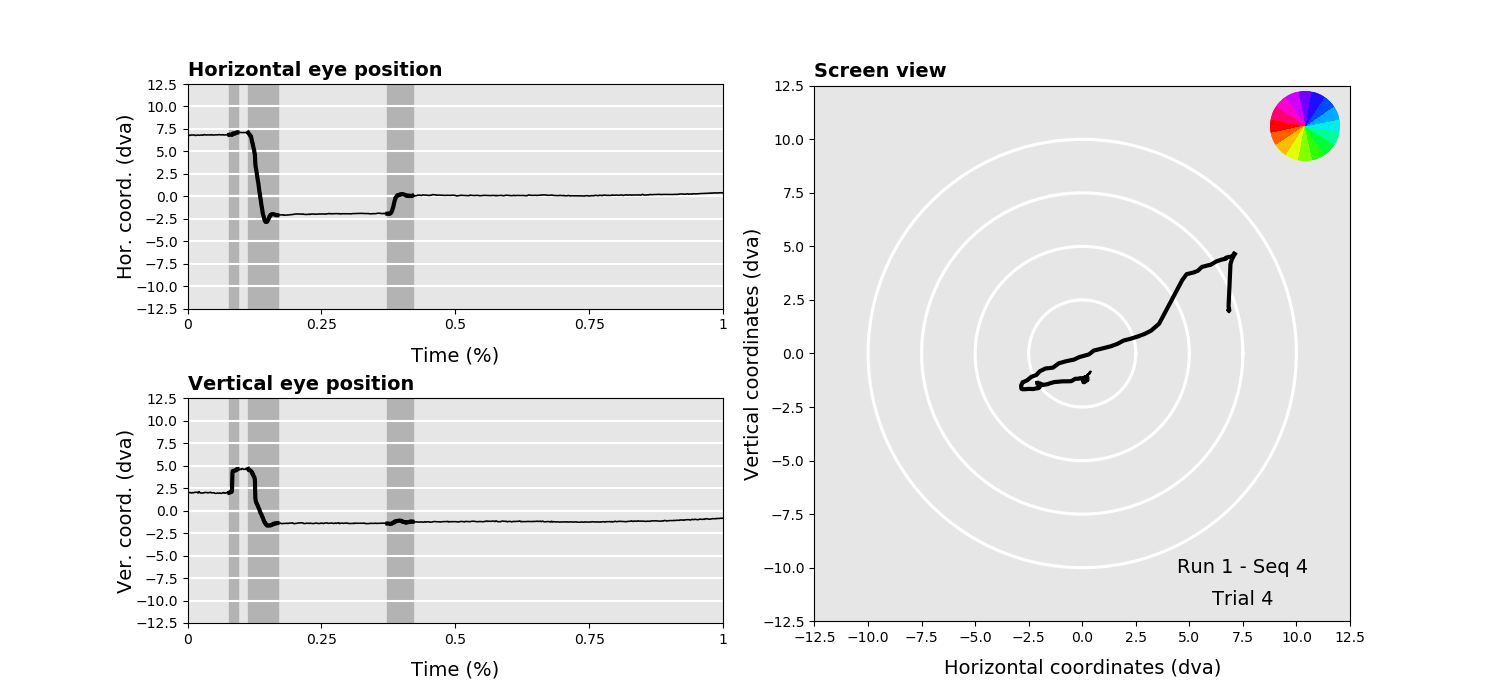 Horizontal eye position
12.5
10.0
7.5
5.0
2.5
0.0
−2.5
−5.0
−7.5
−10.0
−12.5
Hor. coord. (dva)
0 0.25 0.5 0.75 1
Time (%)
Vertical eye position
12.5
10.0
7.5
5.0
2.5
0.0
−2.5
−5.0
−7.5
−10.0
−12.5
Ver. coord. (dva)
0 0.25 0.5 0.75 1
Time (%)
Screen view
12.5
10.0
7.5
5.0
2.5
0.0
−2.5
−5.0
−7.5
−10.0
−12.5
Vertical coordinates (dva)
Run 1 - Seq 4
Trial 4
−12.5 −10.0 −7.5 −5.0 −2.5 0.0 2.5 5.0 7.5 10.0 12.5
Horizontal coordinates (dva)